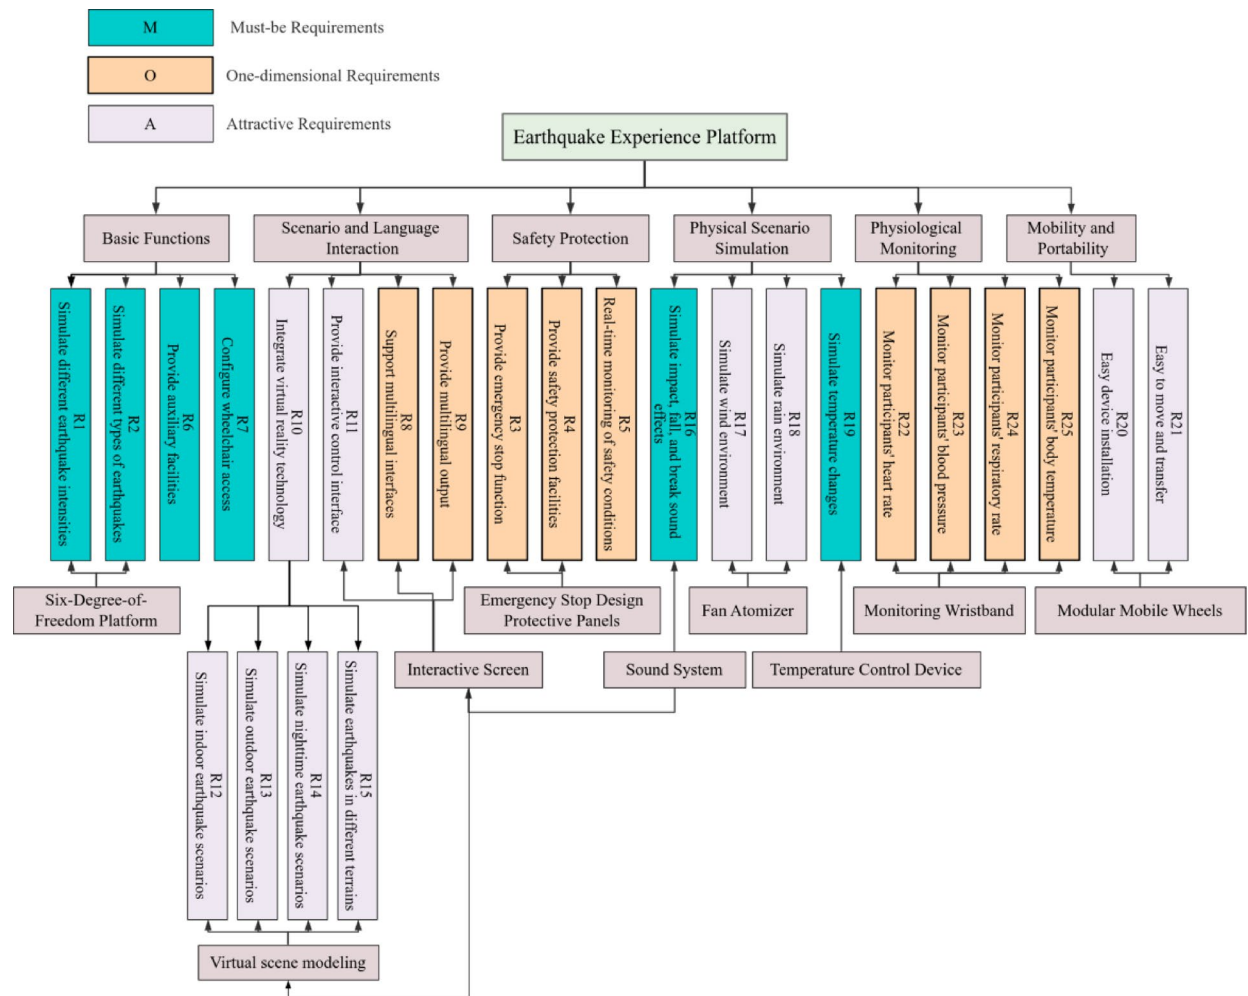 M
Must-be Requirements
O
One-dimensional Requirements
A
Attractive Requirements
Earthquake Experience Platform
Basic Functions
Scenario and Language
Interaction
Safety Protection
Physical Scenario
Simulation
Physiological
Monitoring
Mobility and
Portability
R1
Simulate different earthquake intensities
R2
Simulate different types of earthquakes
R6
Provide auxiliary facilities
R7
Configure wheelchair access
R10
Integrate virtual reality technology
R11
Provide interactive control interface
R8
Support multilingual interfaces
R9
Provide multilingual output
R3
Provide emergency stop function
R4
Provide safety protection facilities
R5
Real-time monitoring of safety conditions
R16
Simulate impact, fall, and break sound
effects
R17
Simulate wind environment
R18
Simulate rain environment
R19
Simulate temperature changes
R22
Monitor participants' heart rate
R23
Monitor participants' blood pressure
R24
Monitor participants' respiratory rate
R25
Monitor participants' body temperature
R20
Easy device installation
R21
Easy to move and transfer
Six-Degree-of-
Freedom Platform
Emergency Stop Design
Protective Panels
Fan Atomizer
Monitoring Wristband
Modular Mobile Wheels
Interactive Screen
Sound System
Temperature Control Device
R12
Simulate indoor earthquake scenarios
R13
Simulate outdoor earthquake scenarios
R14
Simulate nighttime earthquake scenarios
R15
Simulate earthquakes in different terrains
Virtual scene modeling